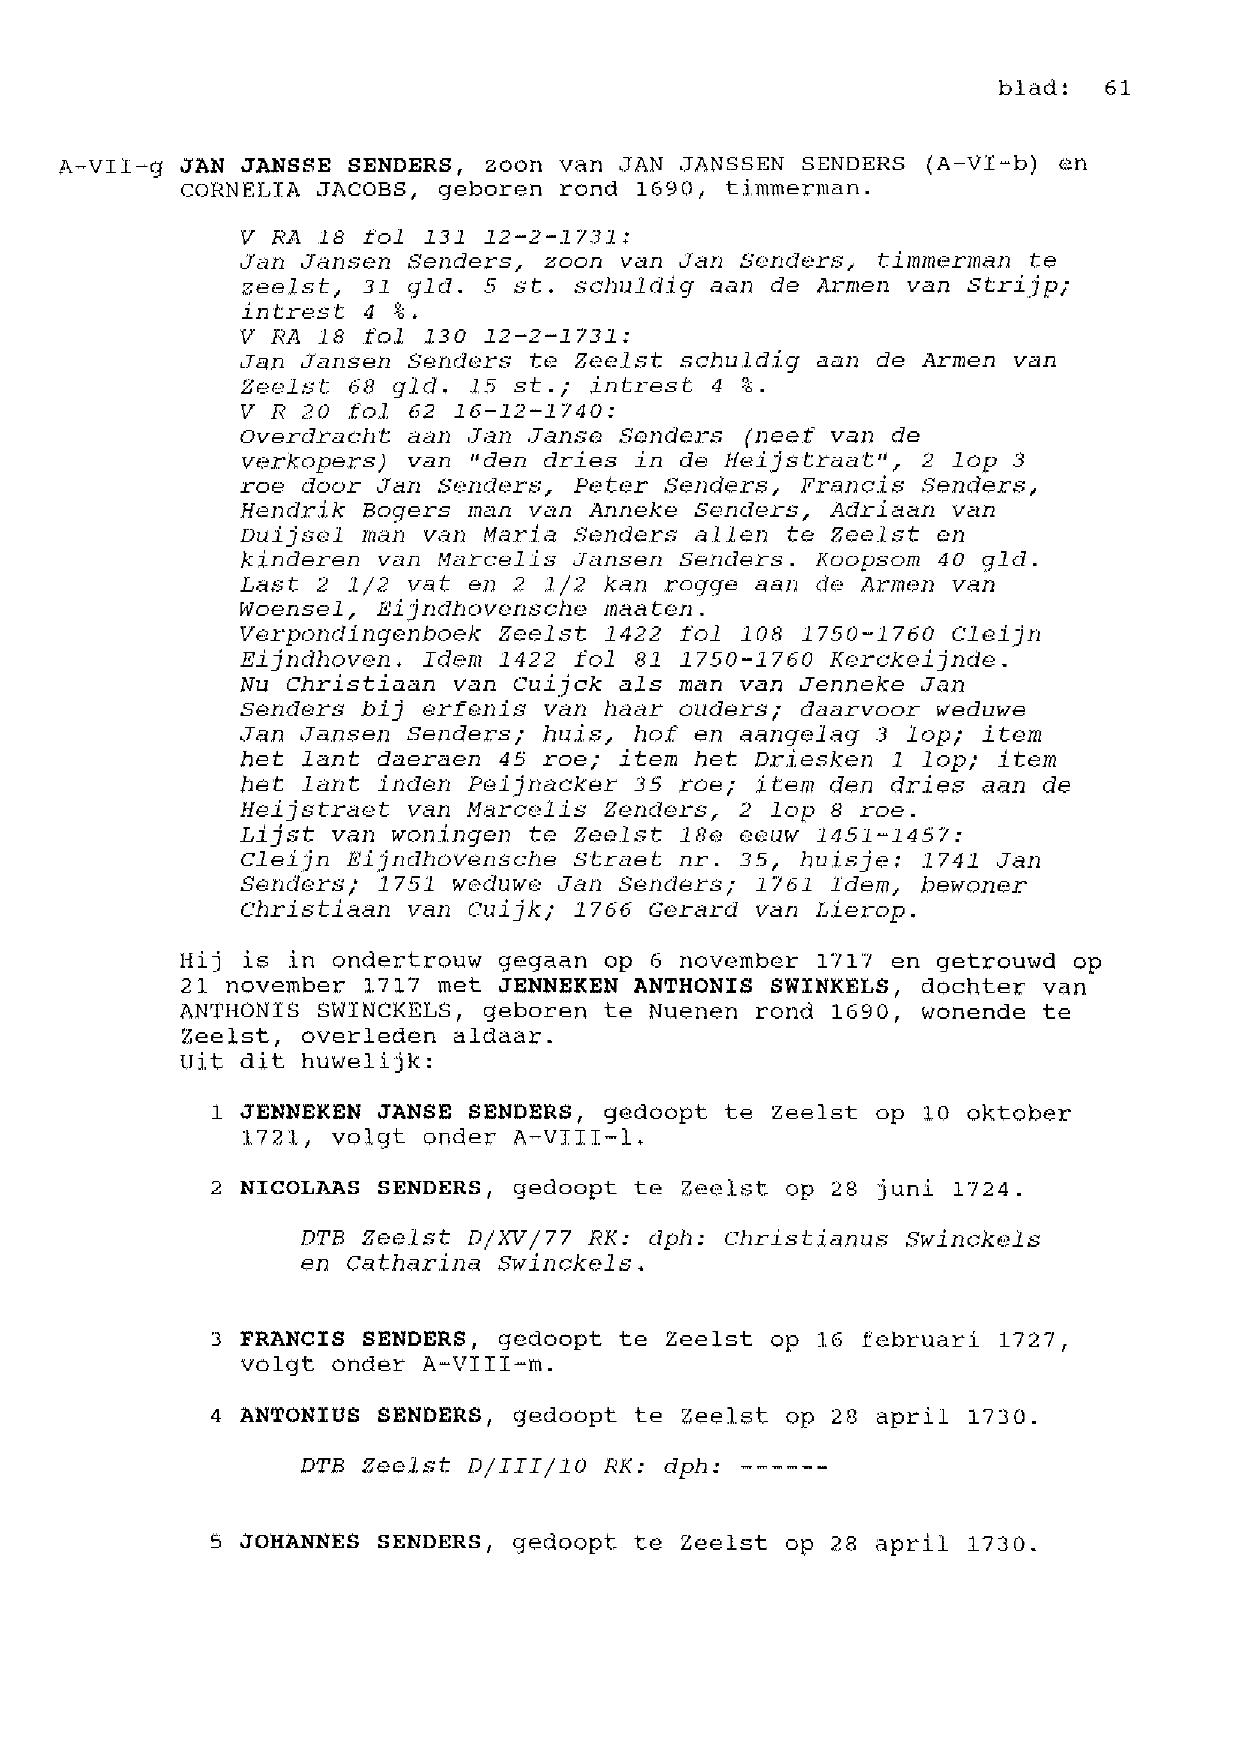 blad: 61
A-VII-g JAN JANSSE SENDERS, zoon van JAN JANSSEN SENDERS (A-VI-b) en
CORNELIA JACOBS, geboren rond 1690, timmerman.
V RA 18 fol 131 12-2-1731:
Jan Jansen Senders, zoon van Jan Senders, timmerman te
zeelst, 31 gld. 5 st. schuldig aan de Armen van Strijp;
intrest 4 %.
V RA 18 fol 130 12-2-1731:
Jan Jansen Senders te Zeelst schuldig aan de Armen van
Zeelst 68 gld. 15 st.; intrest 4 %.
V R 20 fol 62 16-12-1740:
Overdracht aan Jan Janse Senders (neef van de
verkopers) van "den dries in de Heijstraat", 2 lop 3
roe door Jan Senders, Peter Senders, Francis Senders,
Hendrik Bogers man van Anneke Senders, Adriaan van
Duijsel man van Maria Senders allen te Zeelst en
kinderen van Marcelis Jansen Senders. Koopsom 40 gld.
Last 2 1/2 vat en 2 1/2 kan rogge aan de Armen van
Woensel, Eijndhovensche maaten.
Verpondingenboek Zeelst 1422 fol 108 1750-1760 Cleijn
Eijndhoven. Idem 1422 fol 81 1750-1760 Kerckeijnde.
Nu Christiaan van Cuijck als man van Jenneke Jan
Senders bij erfenis van haar ouders; daarvoor weduwe
Jan Jansen Senders; huis, hof en aangelag 3 lop; item
het lant daeraen 45 roe; item het Driesken 1 lop; item
het lant inden Peijnacker 35 roe; item den dries aan de
Heijstraet van Marcelis Zenders, 2 lop 8 roe.
Lijst van woningen te Zeelst 18e eeuw 1451-1457:
Cleijn Eijndhovensche Straet nr. 35, huisje: 1741 Jan
Senders; 1751 weduwe Jan Senders; 1761 Idem, bewoner
Christiaan van Cuijk; 1766 Gerard van Lierop.
Hij is in ondertrouw gegaan op 6 november 1717 en getrouwd op
21 november 1717 met JENNEKEN ANTHONIS SWINKELS, dochter van
ANTHONIS SWINCKELS, geboren te Nuenen rond 1690, wonende te
Zeelst, overleden aldaar.
Uit dit huwelijk:
1 JENNEKEN JANSE SENDERS, gedoopt te Zeelst op 10 oktober
1721, volgt onder A-VIII-l.
2 NICOLAAS SENDERS, gedoopt te Zeelst op 28 juni 1724.
DTB Zeelst D/XV/77 RK: dph: Christianus Swinckels
en Catharina Swinckels.
3 FRANCIS SENDERS, gedoopt te Zeelst op 16 februari 1727,
volgt onder A-VIII-m.
4 ANTONIUS SENDERS, gedoopt te Zeelst op 28 april 1730.
DTB Zeelst D/III/10 RK: dph: ------
5 JOHANNES SENDERS, gedoopt te Zeelst op 28 april 1730.